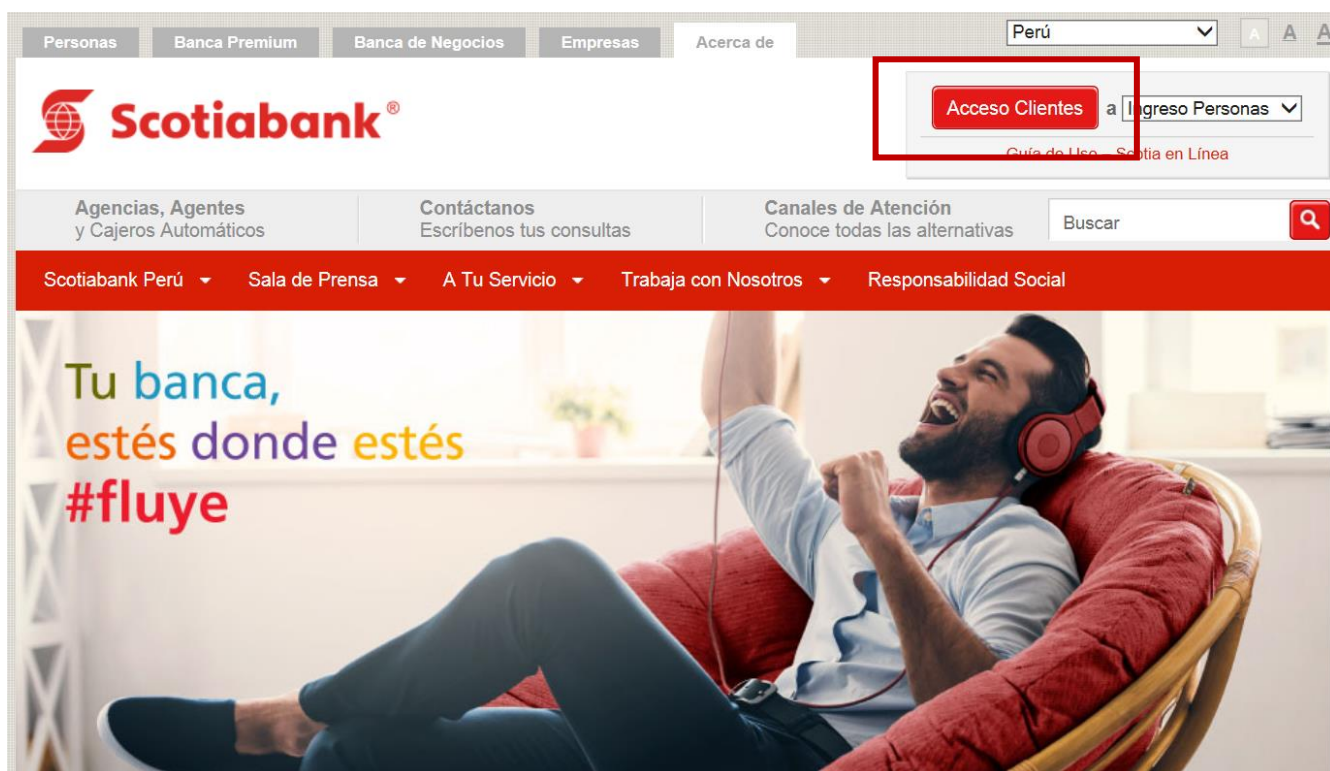 Personas Banca Premium Banca de Negocios Empresas Acerca de Perú A A A
Scotiabank®
Acceso Clientes a Ingreso Personas
Guía de Uso – Scotia en Línea
Agencias, Agentes
y Cajeros Automáticos
Contáctanos
Escríbenos tus consultas
Canales de Atención
Conoce todas las alternativas
Buscar
Scotiabank Perú Sala de Prensa A Tu Servicio Trabaja con Nosotros Responsabilidad Social
Tu banca,
estés donde estés
#fluye